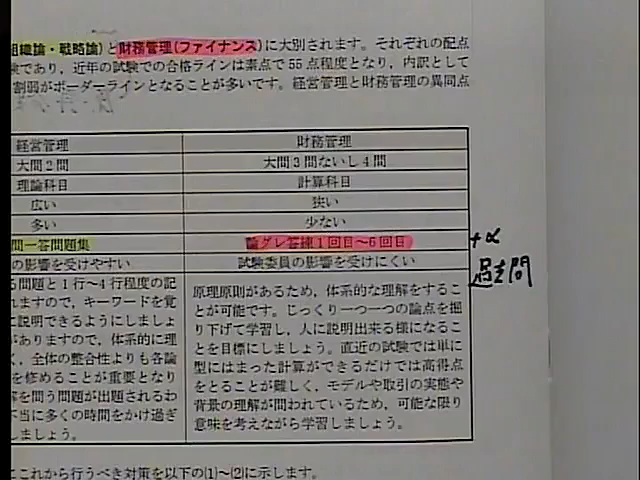 組織論・戦略論)と財務管理(ファイナンス)に大別されます。それぞれの配点
験であり、近年の試験での合格ラインは素点で55点程度となり、内訳として
割弱がボーダーラインとなることが多いです。経営管理と財務管理の異同点
経営管理 財務管理
大問2問 大問3問ないし4問
理論科目 計算科目
広い 狭い
多い 少ない
問一答問題集 論グレ答練1回目～6回目 +α
の影響を受けやすい 試験委員の影響を受けにくい 過去問
る問題と1行～4行程度の記
れますので、キーワードを覚
に説明できるようにしましょ
がありますので、体系的に理
く、全体の整合性よりも各論
を修めることが重要となり
解を問う問題が出題されるわ
不当に多くの時間をかけ過ぎ
しましょう。
原理原則があるため、体系的な理解をするこ
とが可能です。じっくり一つ一つの論点を掘
り下げて学習し、人に説明出来る様になるこ
とを目標にしましょう。直近の試験では単に
型にはまった計算ができるだけでは高得点
をとることが難しく、モデルや取引の実態や
背景の理解が問われているため、可能な限り
意味を考えながら学習しましょう。
これから行うべき対策を以下の(1)～(2)に示します。